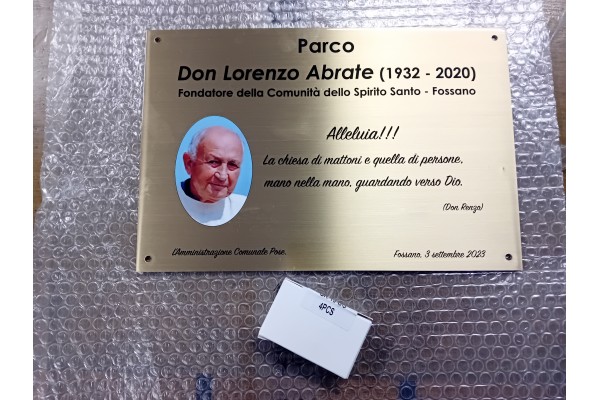 Parco
Don Lorenzo Abrate (1932 - 2020)
Fondatore della Comunità dello Spirito Santo - Fossano
Alleluia!!!
La chiesa di mattoni e quella di persone,
mano nella mano, guardando verso Dio.
(Don Renzo)
L'Amministrazione Comunale Pose.
Fossano, 3 settembre 2023
4PCS